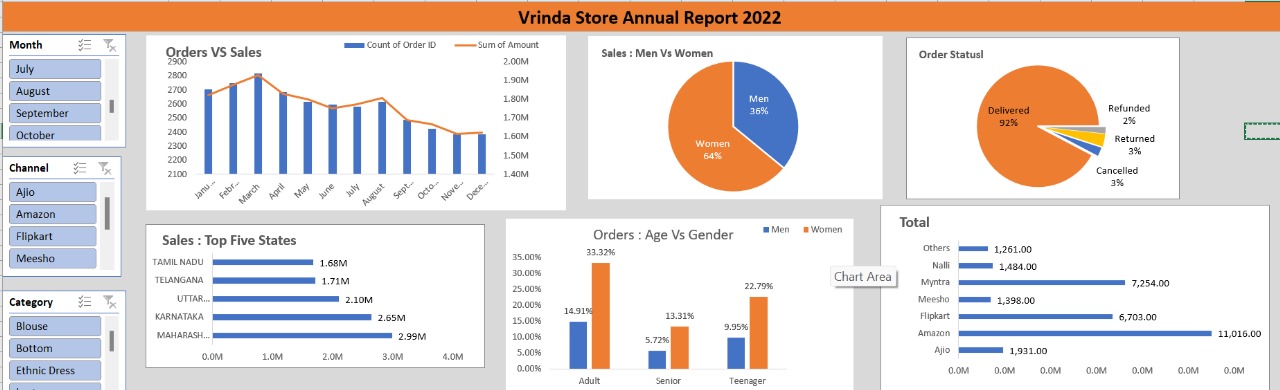 Vrinda Store Annual Report 2022
Month
July
August
September
October
Channel
Ajio
Amazon
Flipkart
Meesho
Category
Blouse
Bottom
Ethnic Dress
Orders VS Sales
Count of Order ID
Sum of Amount
2900
2800
2700
2600
2500
2400
2300
2200
2100
2.00M
1.90M
1.80M
1.70M
1.60M
1.50M
1.40M
Janu...
Febr...
March
April
May
June
July
August
Sept...
Octo...
Nove...
Dece...
Sales : Men Vs Women
Men
36%
Women
64%
Order Statusl
Delivered
92%
Refunded
2%
Returned
3%
Cancelled
3%
Sales : Top Five States
TAMIL NADU 1.68M
TELANGANA 1.71M
UTTAR... 2.10M
KARNATAKA 2.65M
MAHARASH... 2.99M
0.0M 1.0M 2.0M 3.0M 4.0M
Orders : Age Vs Gender
Men Women
35.00%
30.00%
25.00%
20.00%
15.00%
10.00%
5.00%
0.00%
14.91%
33.32%
5.72%
13.31%
9.95%
22.79%
Adult Senior Teenager
Chart Area
Total
Others 1,261.00
Nalli 1,484.00
Myntra 7,254.00
Meesho 1,398.00
Flipkart 6,703.00
Amazon 11,016.00
Ajio 1,931.00
0.0M 0.0M 0.0M 0.0M 0.0M 0.0M 0.0M